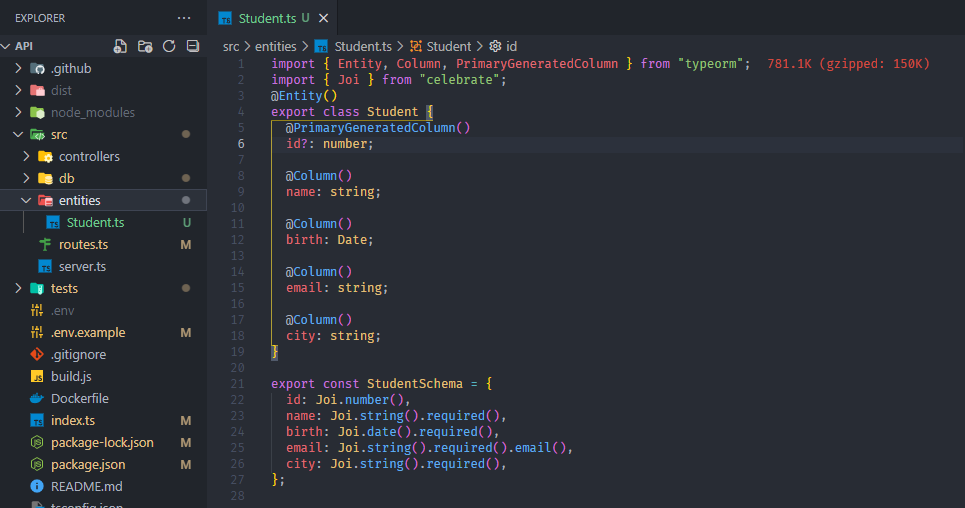 EXPLORER ···
API
.github
dist
node_modules
src
controllers
db
entities
Student.ts U
routes.ts M
server.ts
tests
.env
.env.example M
.gitignore
build.js
Dockerfile
index.ts M
package-lock.json M
package.json M
README.md
tsconfig.json
Student.ts U ×
src > entities > Student.ts > Student > id
1 import { Entity, Column, PrimaryGeneratedColumn } from "typeorm"; 781.1K (gzipped: 150K)
2 import { Joi } from "celebrate";
3 @Entity()
4 export class Student {
5 @PrimaryGeneratedColumn()
6 id?: number;
7
8 @Column()
9 name: string;
10
11 @Column()
12 birth: Date;
13
14 @Column()
15 email: string;
16
17 @Column()
18 city: string;
19 }
20
21 export const StudentSchema = {
22 id: Joi.number(),
23 name: Joi.string().required(),
24 birth: Joi.date().required(),
25 email: Joi.string().required().email(),
26 city: Joi.string().required(),
27 };
28